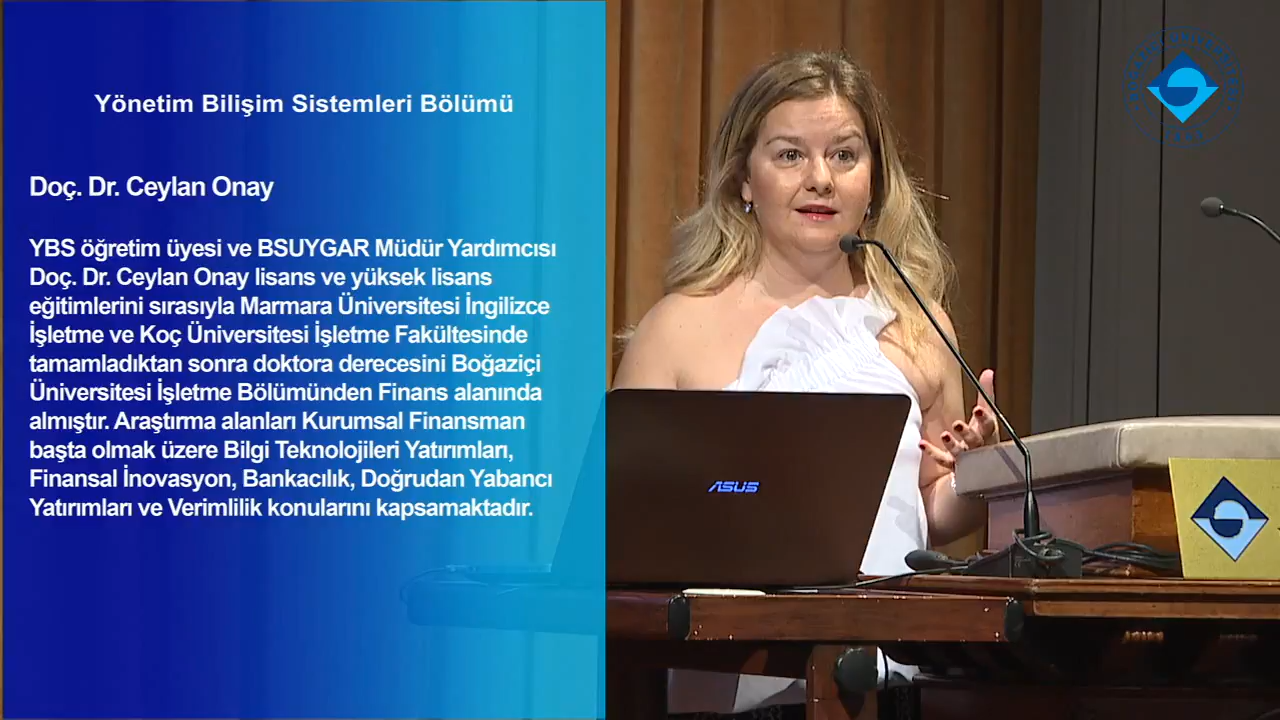 Yönetim Bilişim Sistemleri Bölümü
Doç. Dr. Ceylan Onay
YBS öğretim üyesi ve BSUYGAR Müdür Yardımcısı
Doç. Dr. Ceylan Onay lisans ve yüksek lisans
eğitimlerini sırasıyla Marmara Üniversitesi İngilizce
İşletme ve Koç Üniversitesi İşletme Fakültesinde
tamamladıktan sonra doktora derecesini Boğaziçi
Üniversitesi İşletme Bölümünden Finans alanında
almıştır. Araştırma alanları Kurumsal Finansman
başta olmak üzere Bilgi Teknolojileri Yatırımları,
Finansal İnovasyon, Bankacılık, Doğrudan Yabancı
Yatırımları ve Verimlilik konularını kapsamaktadır.
ASUS